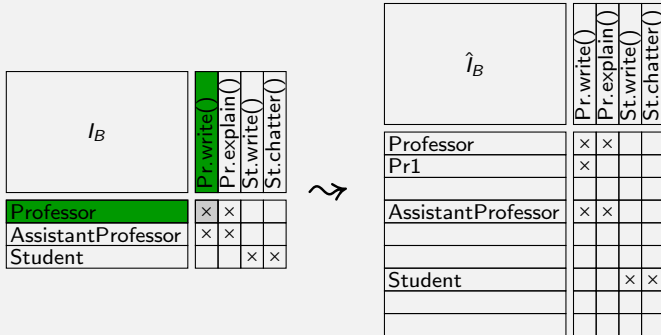 I_B
Pr.write()
Pr.explain()
St.write()
St.chatter()
Professor × ×
AssistantProfessor × ×
Student × ×
Î_B
Pr.write()
Pr.explain()
St.write()
St.chatter()
Professor × ×
Pr1 ×
AssistantProfessor × ×
Student × ×